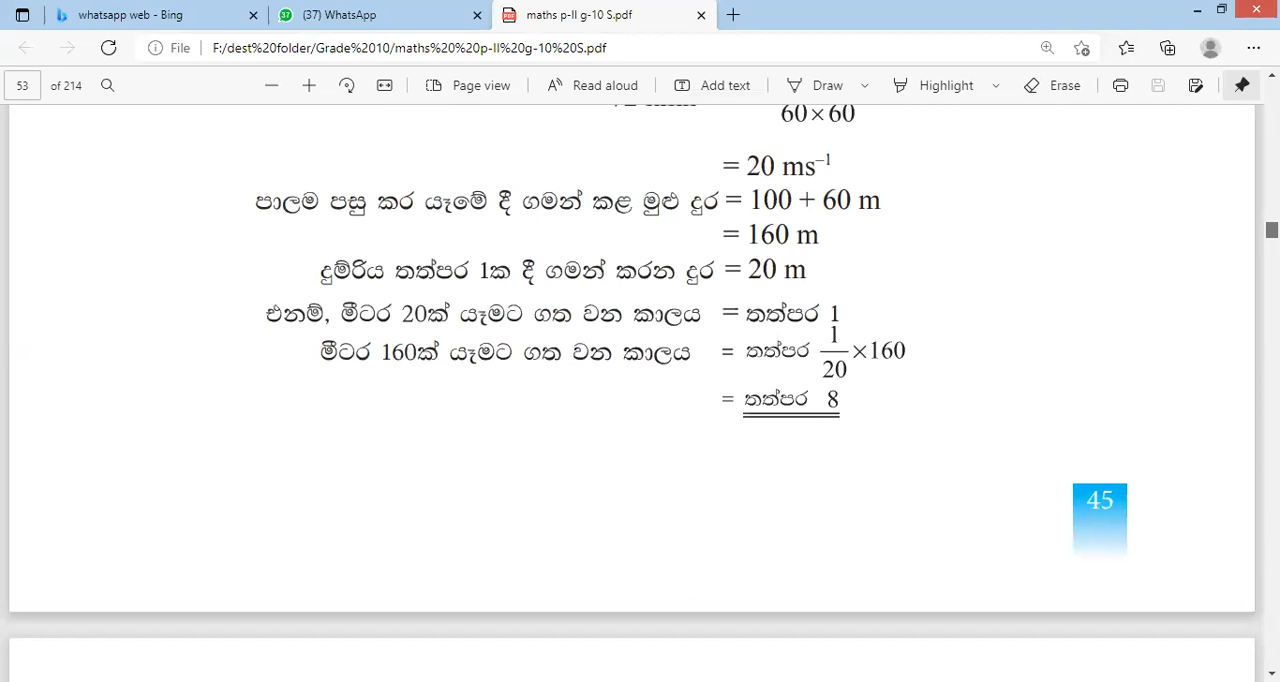 whatsapp web - Bing
(37) WhatsApp
maths p-II g-10 S.pdf
File
F:/dest%20folder/Grade%2010/maths%20%20p-II%20g-10%20S.pdf
53 of 214
Page view
Read aloud
Add text
Draw
Highlight
Erase
60 × 60
= 20 ms⁻¹
පාලම පසු කර යෑමේ දී ගමන් කළ මුළු දුර = 100 + 60 m
= 160 m
දුම්රිය තත්පර 1ක දී ගමන් කරන දුර = 20 m
එනම්, මීටර 20ක් යෑමට ගත වන කාලය = තත්පර 1
මීටර 160ක් යෑමට ගත වන කාලය = තත්පර 1/20 × 160
= තත්පර 8
45